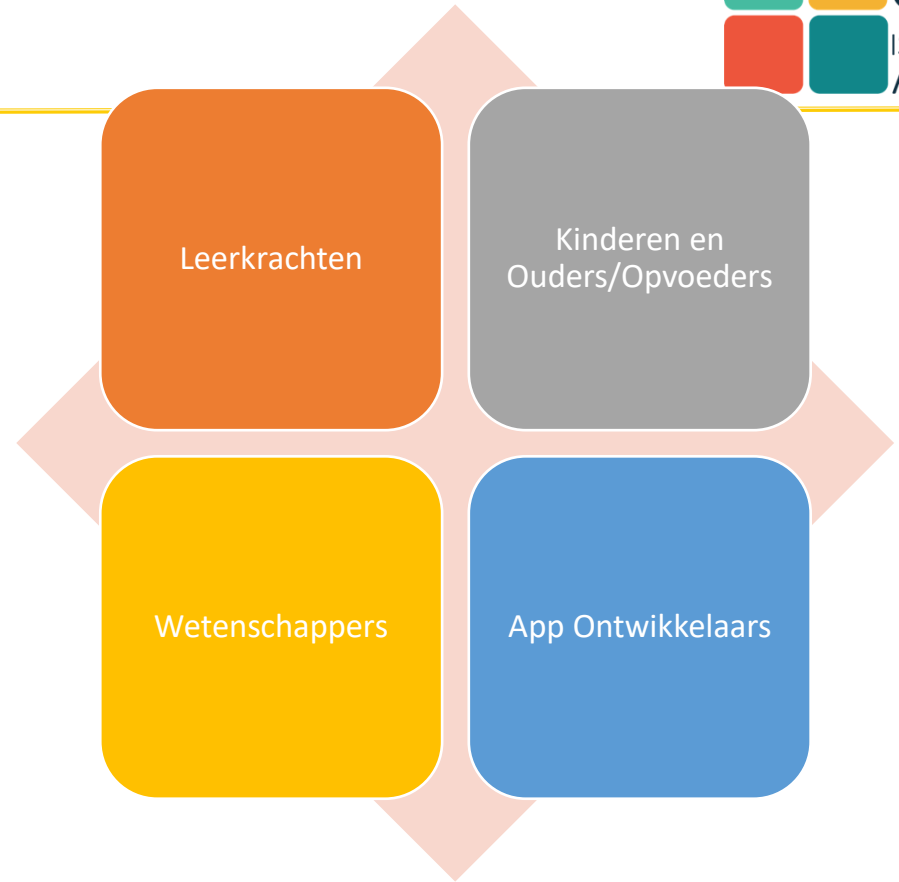 Leerkrachten
Kinderen en
Ouders/Opvoeders
Wetenschappers
App Ontwikkelaars